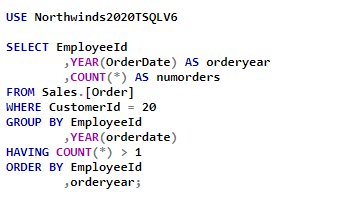 USE Northwinds2020TSQLV6
SELECT EmployeeId
,YEAR(OrderDate) AS orderyear
,COUNT(*) AS numorders
FROM Sales.[Order]
WHERE CustomerId = 20
GROUP BY EmployeeId
,YEAR(orderdate)
HAVING COUNT(*) > 1
ORDER BY EmployeeId
,orderyear;